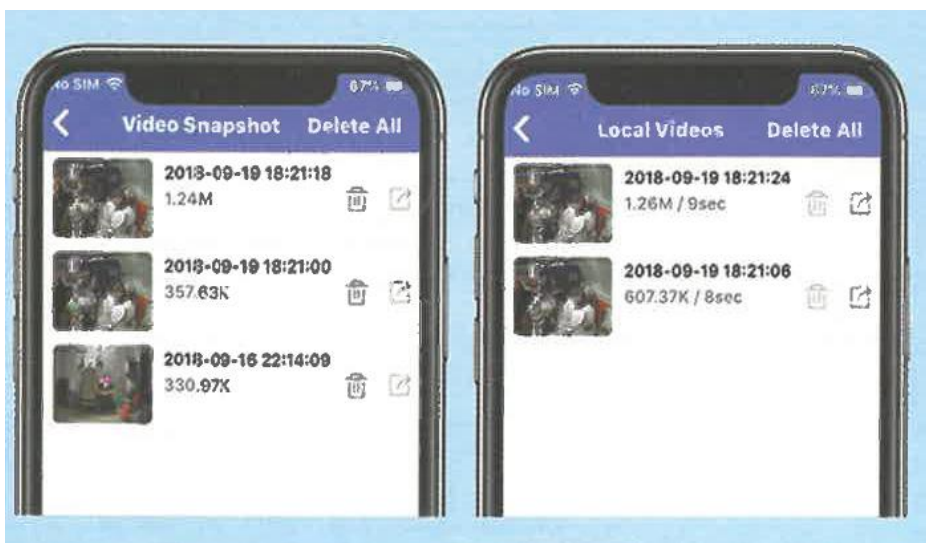 No SIM 67%
Video Snapshot Delete All
2018-09-19 18:21:18
1.24M
2018-09-19 18:21:00
357.63K
2018-09-16 22:14:09
330.97K
No SIM 67%
Local Videos Delete All
2018-09-19 18:21:24
1.26M / 9sec
2018-09-19 18:21:06
607.37K / 8sec